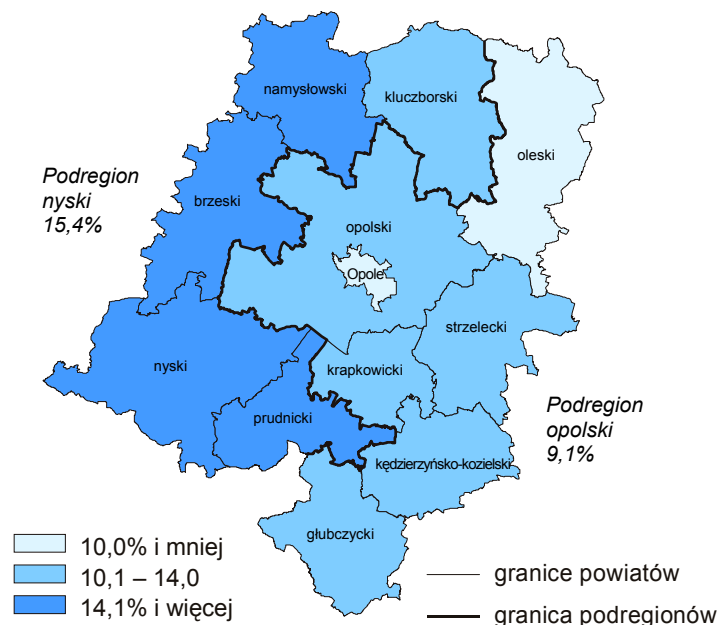 namysłowski
kluczborski
oleski
Podregion
nyski
15,4%
brzeski
opolski
Opole
strzelecki
nyski
krapkowicki
prudnicki
Podregion
opolski
9,1%
kędzierzyńsko-kozielski
głubczycki
10,0% i mniej
10,1 – 14,0
14,1% i więcej
granice powiatów
granica podregionów